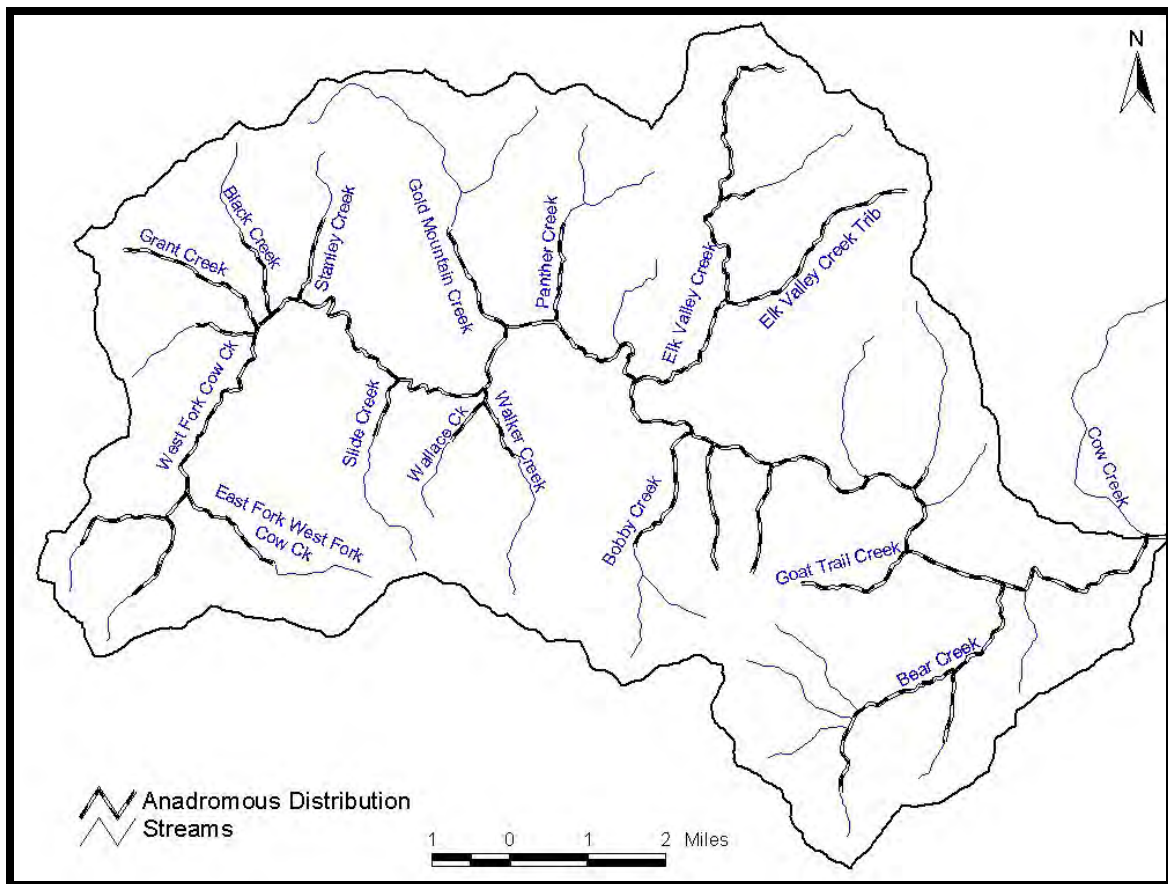 N
Black Creek
Grant Creek
Stanley Creek
Gold Mountain Creek
Panther Creek
Elk Valley Creek
Elk Valley Creek Trib
West Fork Cow Ck
Slide Creek
Wallace Ck
Walker Creek
East Fork West Fork
Cow Ck
Bobby Creek
Goat Trail Creek
Cow Creek
Bear Creek
Anadromous Distribution
Streams
1 0 1 2 Miles